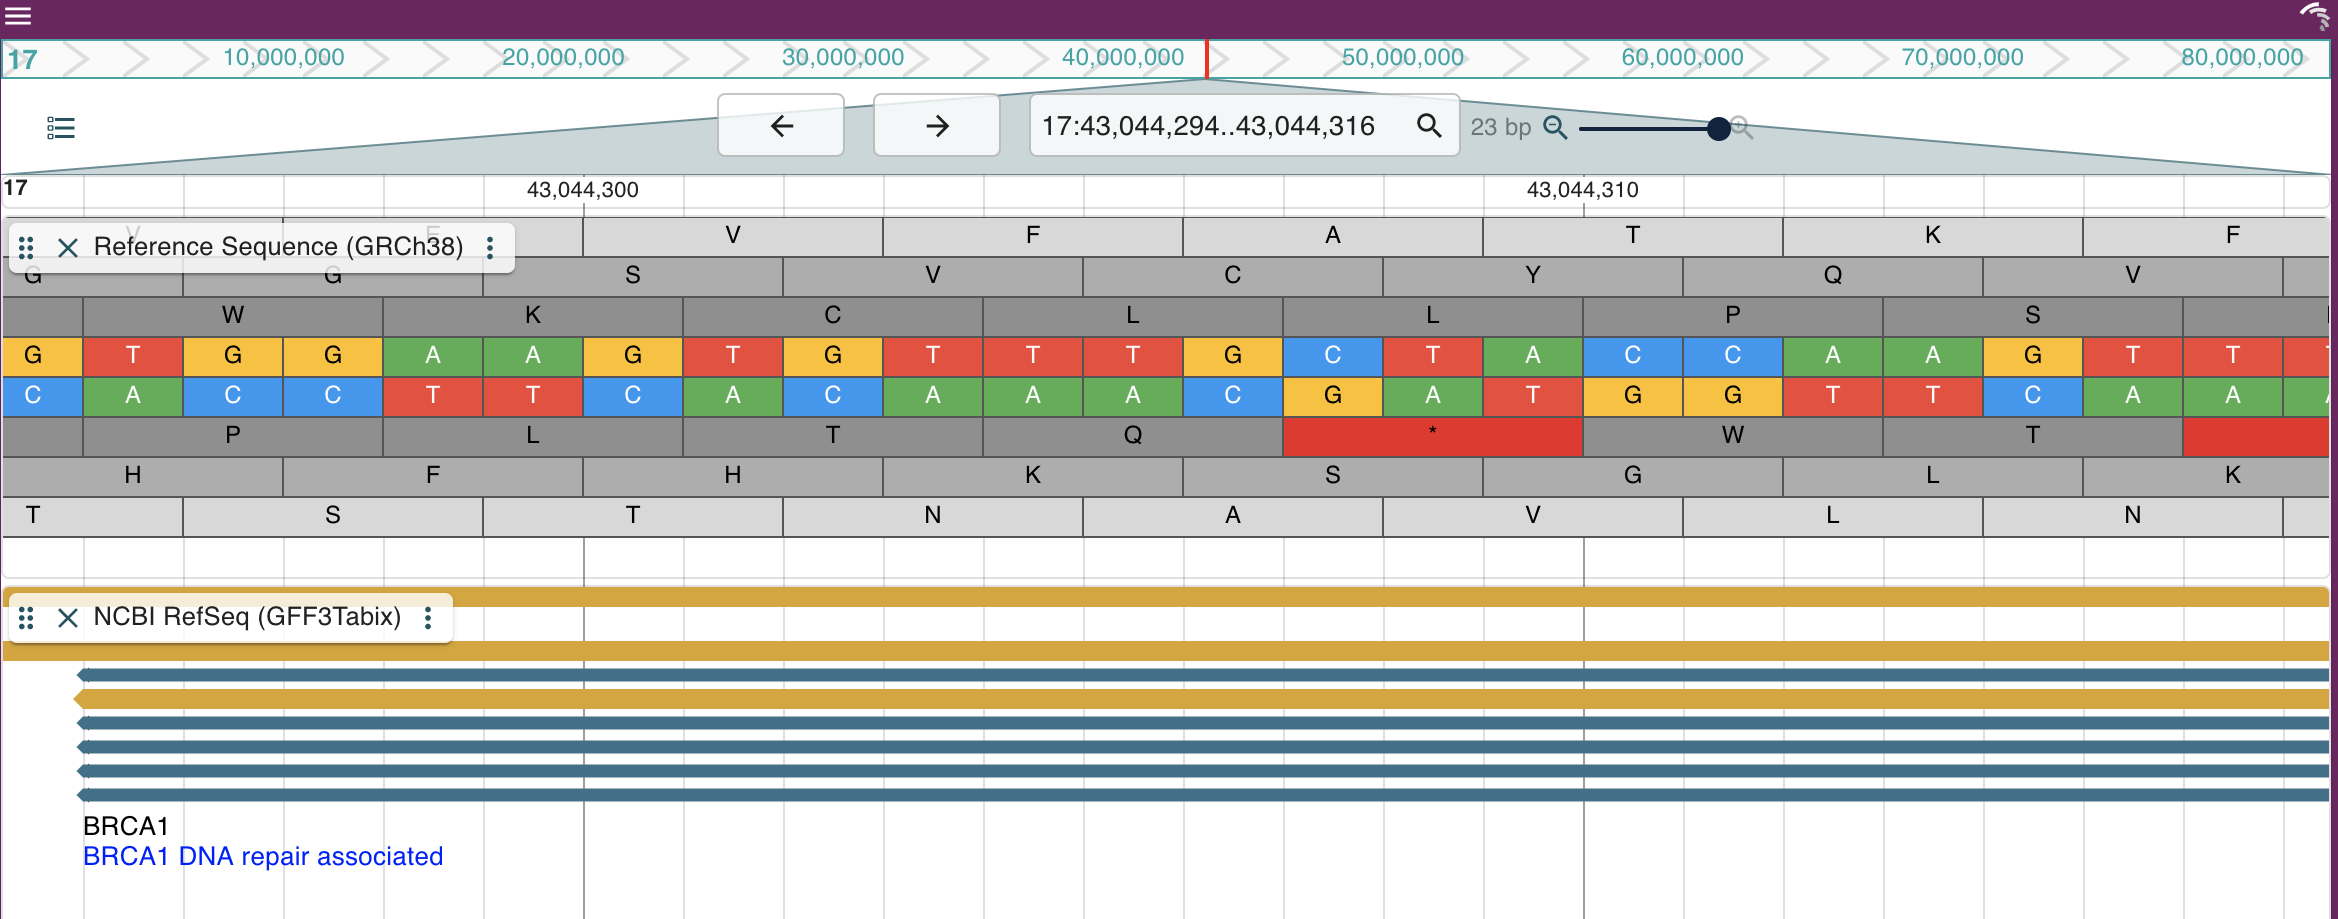 17 10,000,000 20,000,000 30,000,000 40,000,000 50,000,000 60,000,000 70,000,000 80,000,000
17:43,044,294..43,044,316 23 bp
17 43,044,300 43,044,310
V E V F A T K F
Reference Sequence (GRCh38)
G G S V C Y Q V
W K C L L P S
G T G G A A G T G T T T G C T A C C A A G T T T
C A C C T T C A C A A A C G A T G G T T C A A A
P L T Q * W T
H F H K S G L K
T S T N A V L N
NCBI RefSeq (GFF3Tabix)
BRCA1
BRCA1 DNA repair associated